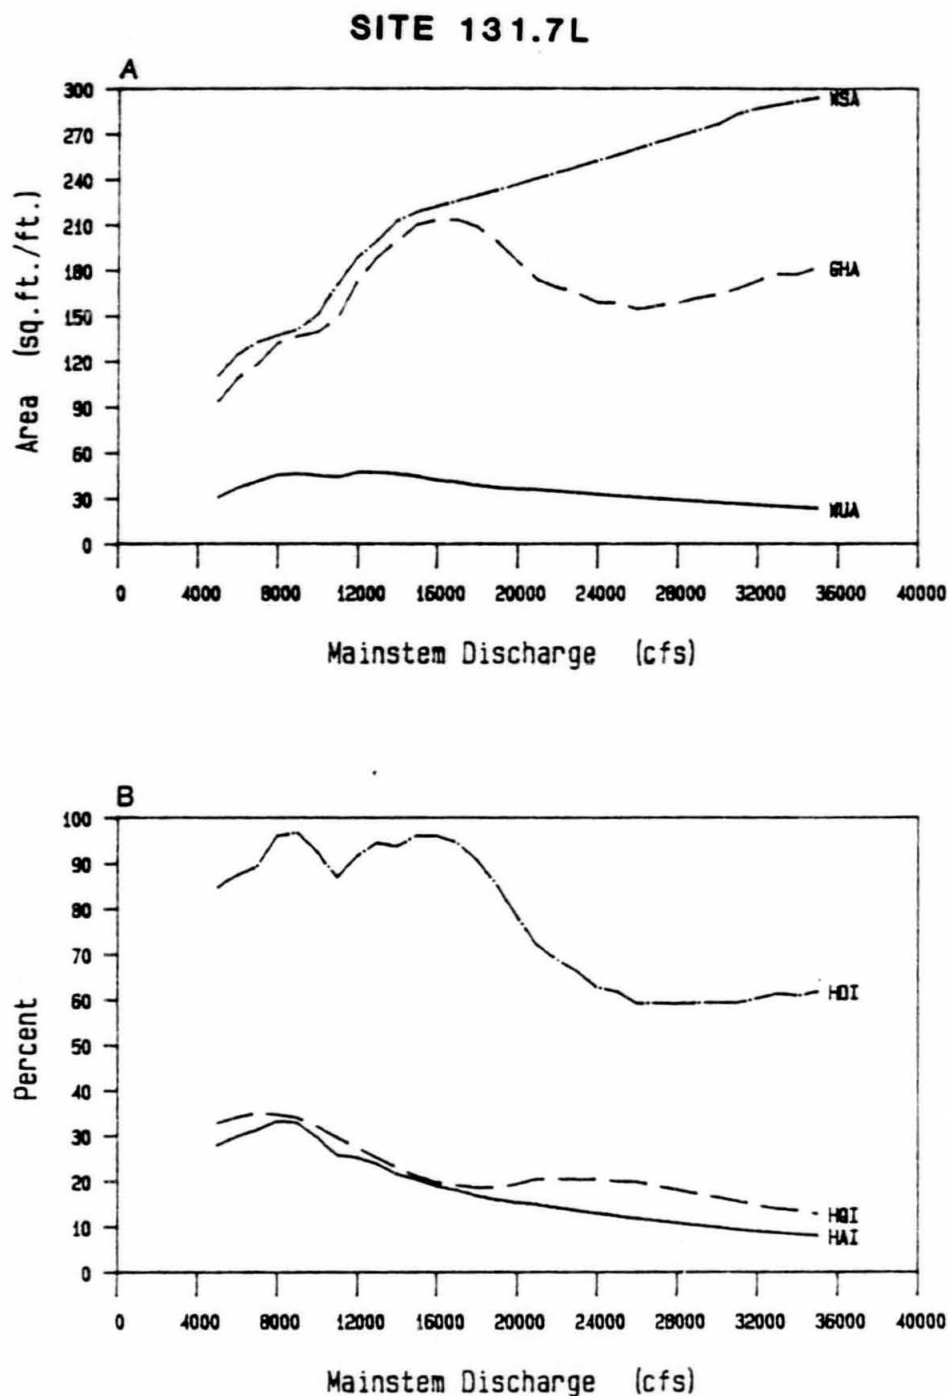 SITE 131.7L
A
300
270
240
210
180
150
120
90
60
30
0
Area (sq.ft./ft.)
WSA
GHA
WUA
0 4000 8000 12000 16000 20000 24000 28000 32000 36000 40000
Mainstem Discharge (cfs)
B
100
90
80
70
60
50
40
30
20
10
0
Percent
HDI
HQI
HAI
0 4000 8000 12000 16000 20000 24000 28000 32000 36000 40000
Mainstem Discharge (cfs)